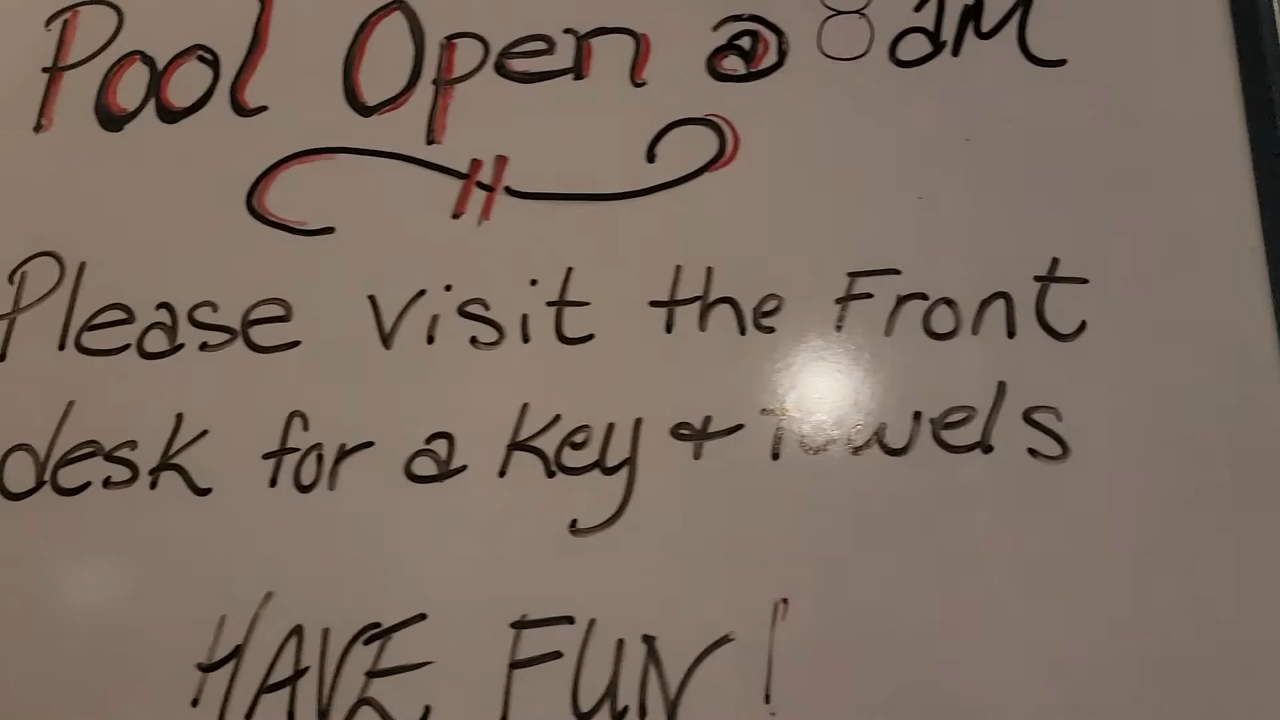 Pool Open @ 8 am
Please visit the Front
desk for a Key & Towels
HAVE FUN!